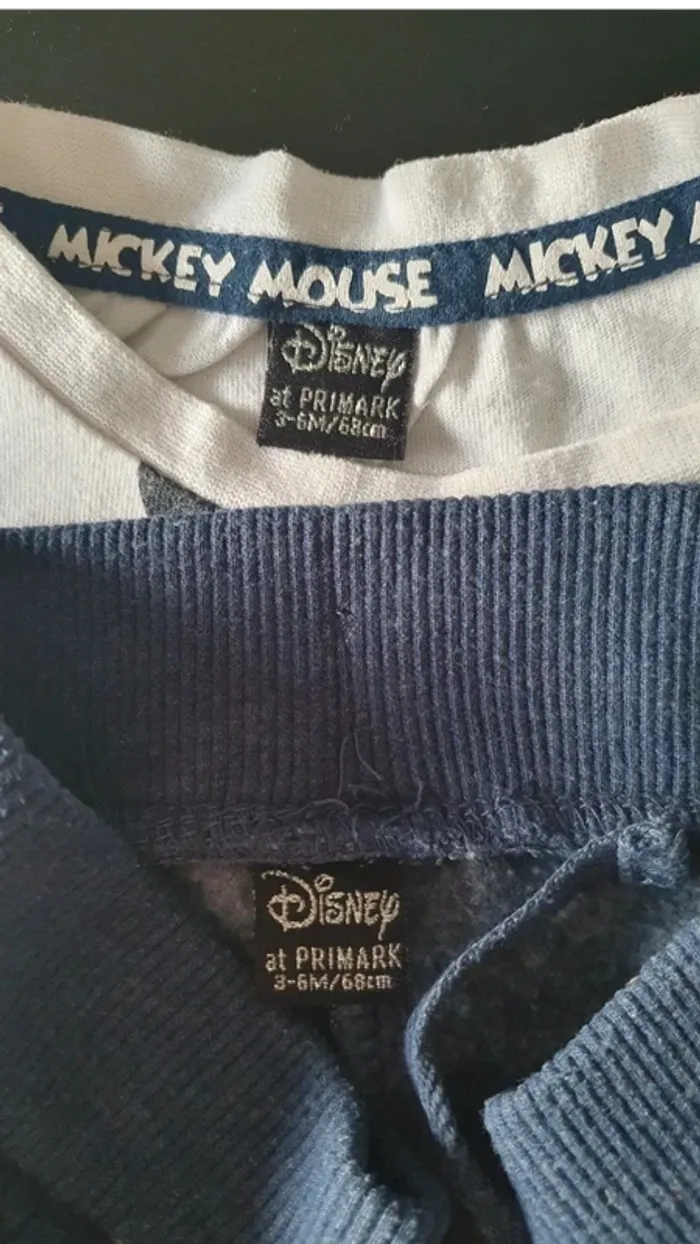 MICKEY MOUSE MICKEY
Disney
at PRIMARK
3-6M/68cm
Disney
at PRIMARK
3-6M/68cm